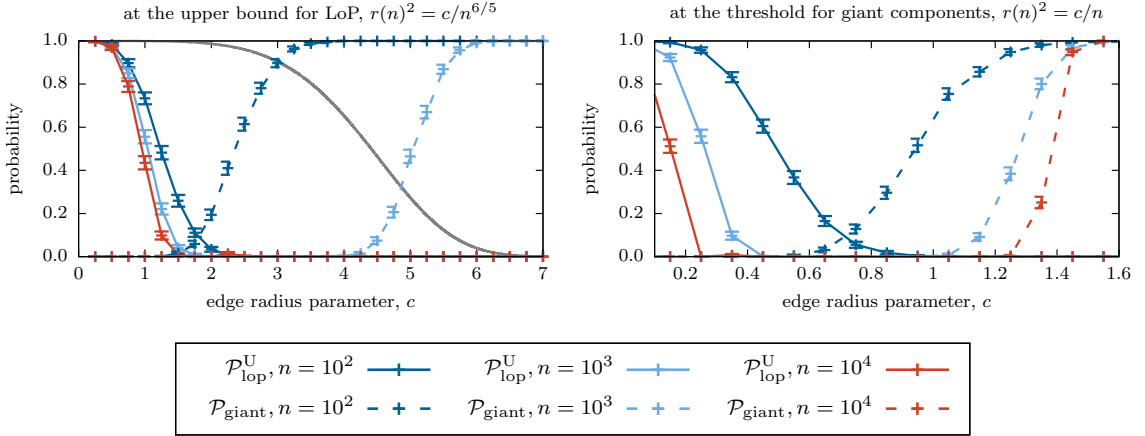 at the upper bound for LoP, r(n)² = c/n^{6/5}
probability
1.0
0.8
0.6
0.4
0.2
0.0
0 1 2 3 4 5 6 7
edge radius parameter, c
at the threshold for giant components, r(n)² = c/n
probability
1.0
0.8
0.6
0.4
0.2
0.0
0.2 0.4 0.6 0.8 1 1.2 1.4 1.6
edge radius parameter, c
𝒫^U_lop, n = 10² 𝒫^U_lop, n = 10³ 𝒫^U_lop, n = 10⁴
𝒫_giant, n = 10² 𝒫_giant, n = 10³ 𝒫_giant, n = 10⁴